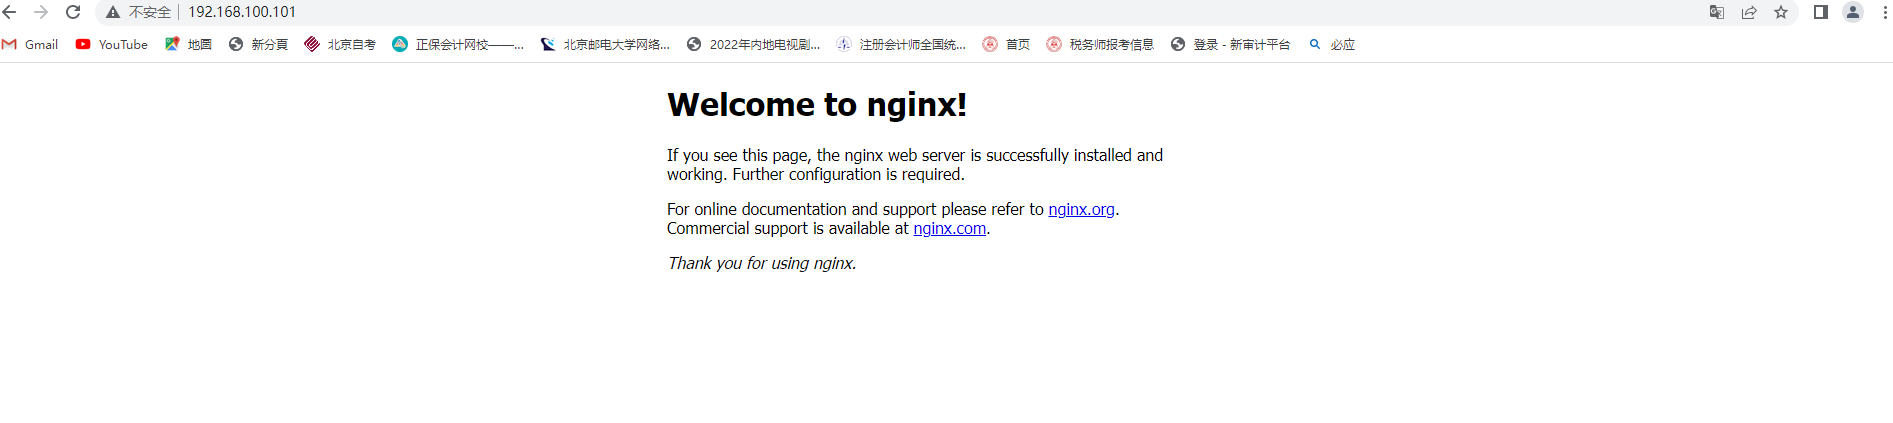 不安全 192.168.100.101
Gmail YouTube 地图 新分頁 北京自考 正保会计网校——... 北京邮电大学网络... 2022年内地电视剧... 注册会计师全国统... 首页 税务师报考信息 登录 - 新审计平台 必应
Welcome to nginx!
If you see this page, the nginx web server is successfully installed and
working. Further configuration is required.
For online documentation and support please refer to nginx.org.
Commercial support is available at nginx.com.
Thank you for using nginx.